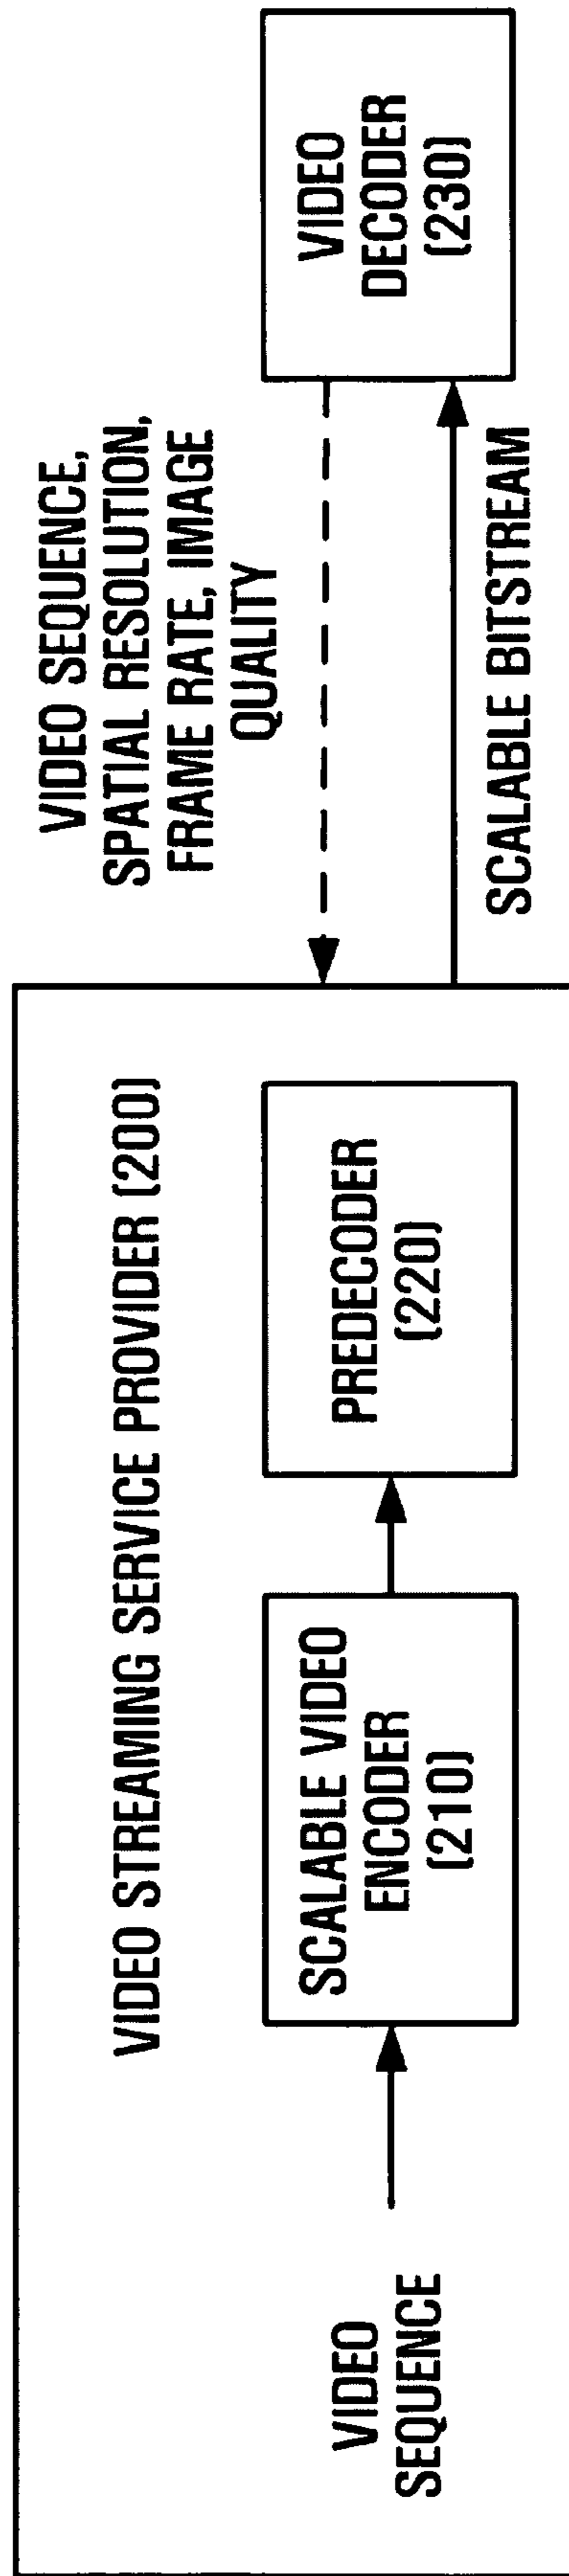 VIDEO STREAMING SERVICE PROVIDER (200)
VIDEO
SEQUENCE
SCALABLE VIDEO
ENCODER
(210)
PREDECODER
(220)
VIDEO SEQUENCE,
SPATIAL RESOLUTION,
FRAME RATE, IMAGE
QUALITY
SCALABLE BITSTREAM
VIDEO
DECODER
(230)